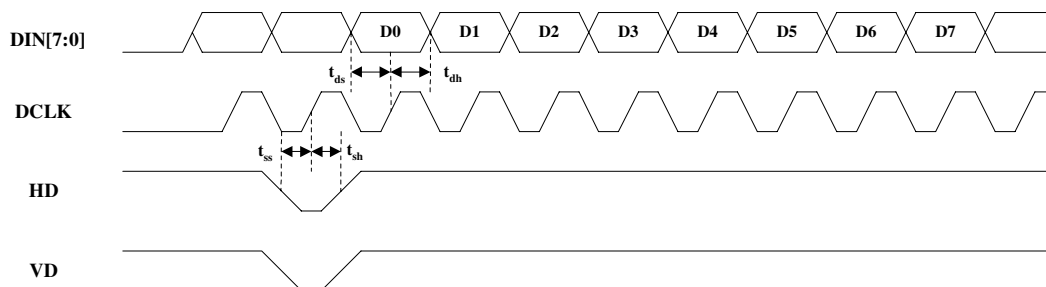 DIN[7:0] D0 D1 D2 D3 D4 D5 D6 D7
tds tdh
DCLK
tss tsh
HD
VD